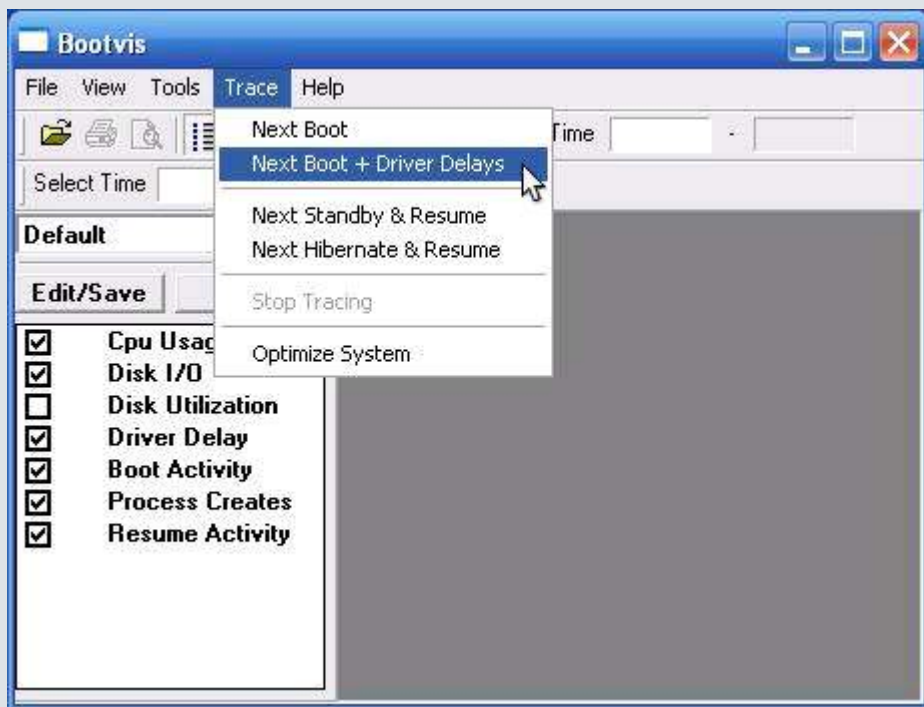 Bootvis
File View Tools Trace Help
Time -
Select Time
Next Boot
Next Boot + Driver Delays
Next Standby & Resume
Next Hibernate & Resume
Stop Tracing
Optimize System
Default
Edit/Save
Cpu Usag
Disk I/O
Disk Utilization
Driver Delay
Boot Activity
Process Creates
Resume Activity